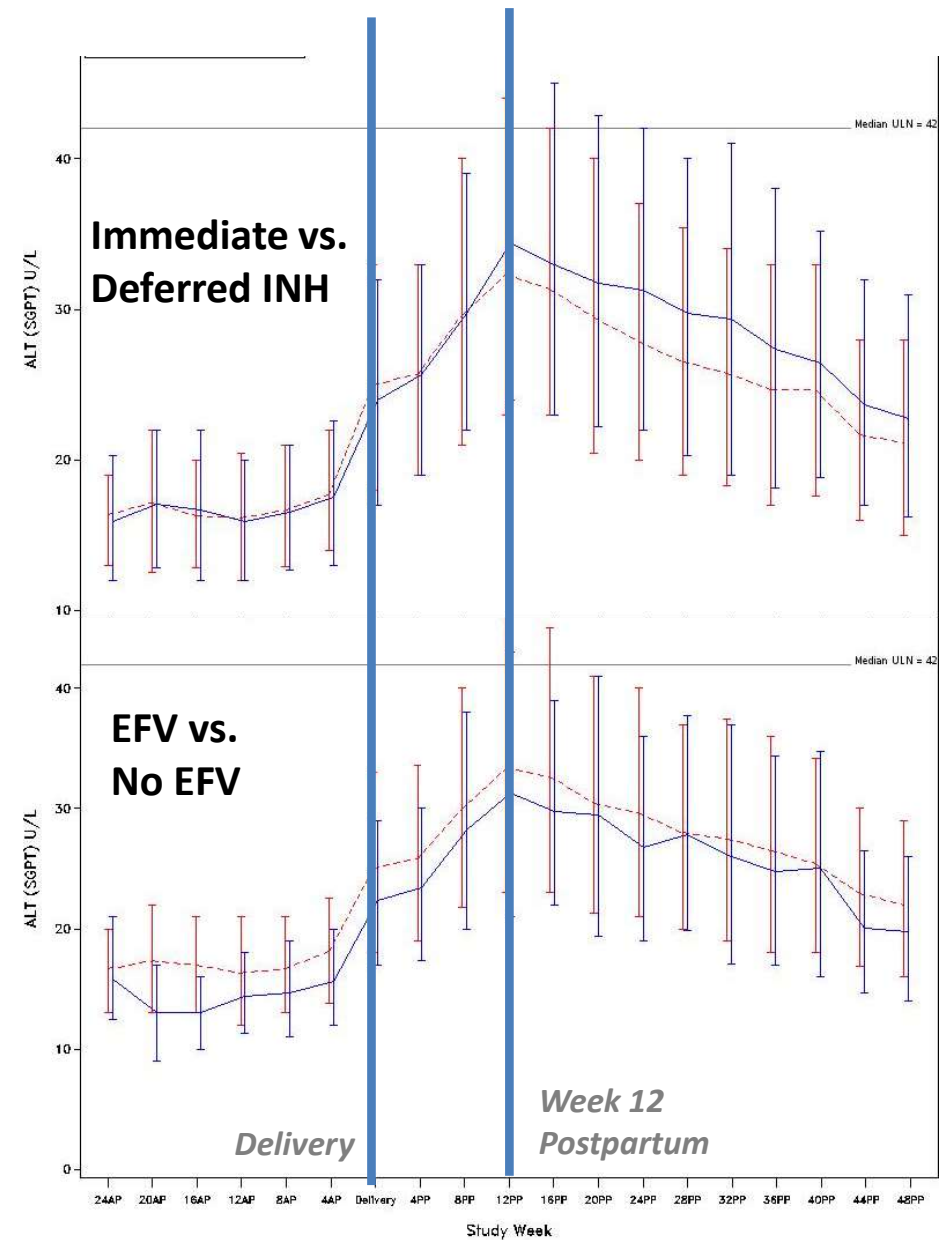 Median ULN = 42
40
Immediate vs.
Deferred INH
30
ALT (SGPT) U/L
20
10
Median ULN = 42
40
EFV vs.
No EFV
30
ALT (SGPT) U/L
20
10
Week 12
Delivery
Postpartum
0
24AP 20AP 16AP 12AP 8AP 4AP Delivery 4PP 8PP 12PP 16PP 20PP 24PP 28PP 32PP 36PP 40PP 44PP 48PP
Study Week